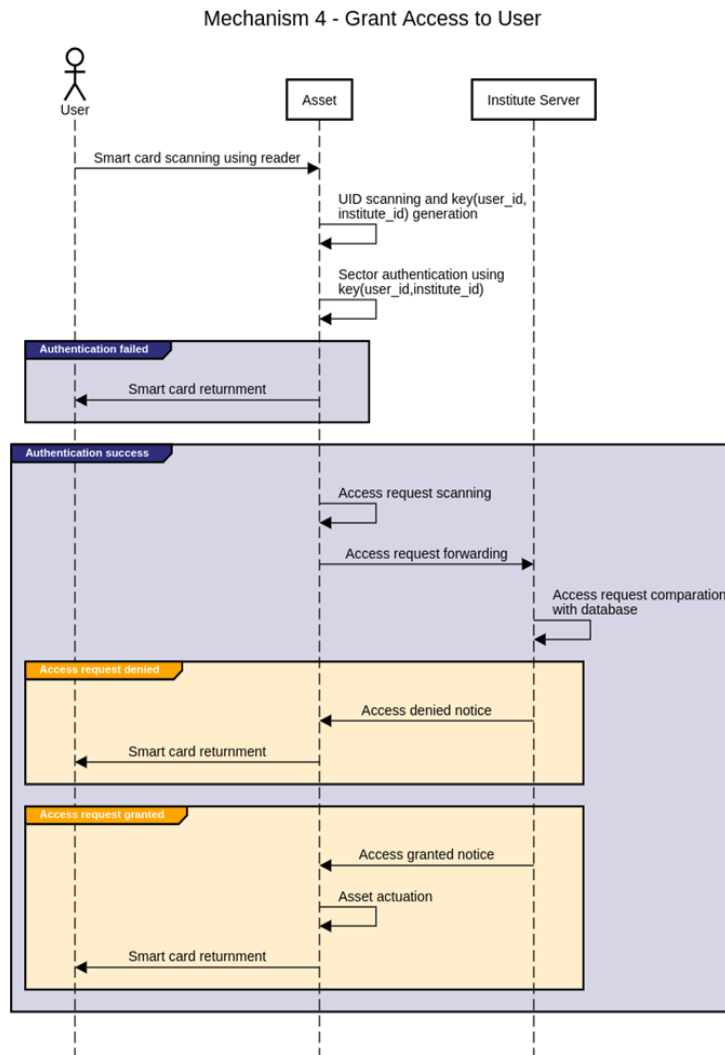 Mechanism 4 - Grant Access to User
User
Asset
Institute Server
Smart card scanning using reader
UID scanning and key(user_id,
institute_id) generation
Sector authentication using
key(user_id,institute_id)
Authentication failed
Smart card returnment
Authentication success
Access request scanning
Access request forwarding
Access request comparation
with database
Access request denied
Access denied notice
Smart card returnment
Access request granted
Access granted notice
Asset actuation
Smart card returnment